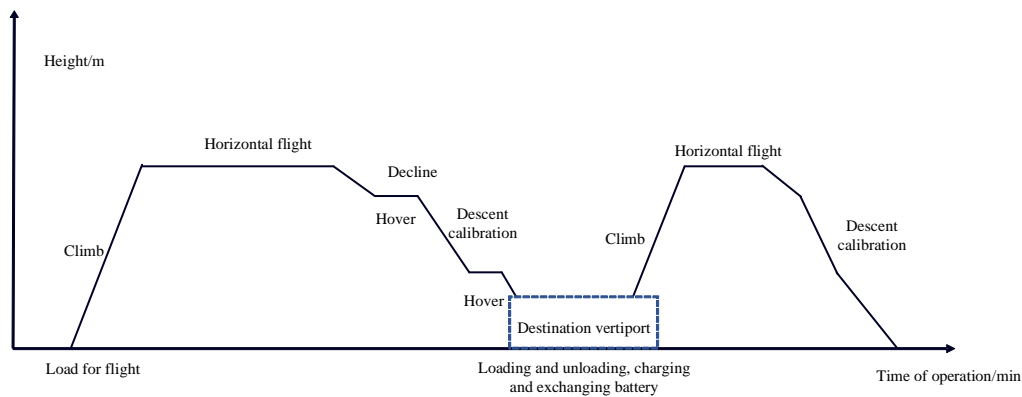 Height/m
Horizontal flight
Decline
Hover
Descent
calibration
Climb
Hover
Horizontal flight
Climb
Descent
calibration
Destination vertiport
Load for flight
Loading and unloading, charging
and exchanging battery
Time of operation/min